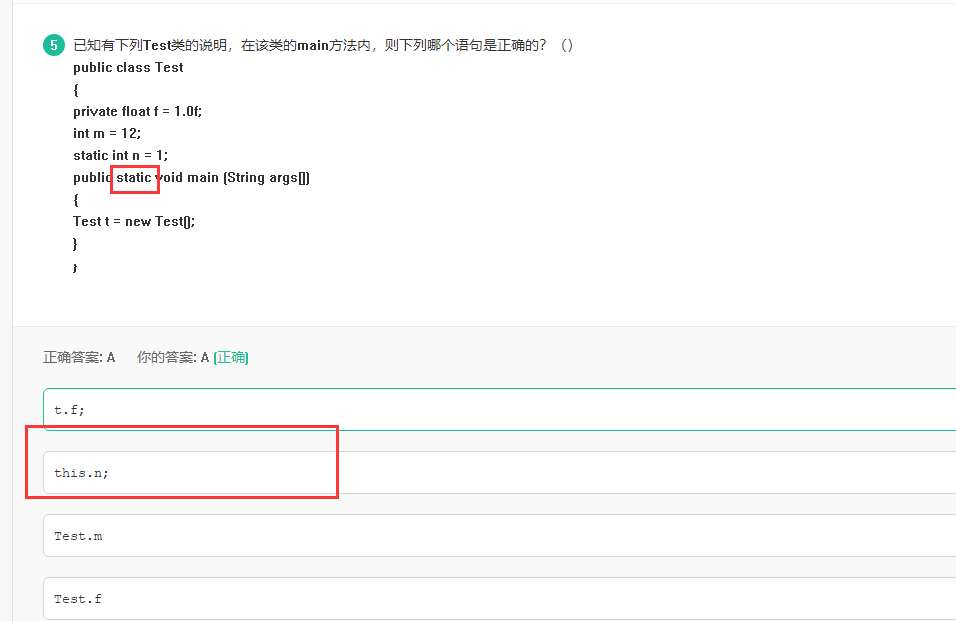 5 已知有下列Test类的说明，在该类的main方法内，则下列哪个语句是正确的？（）
public class Test
{
private float f = 1.0f;
int m = 12;
static int n = 1;
public static void main (String args[])
{
Test t = new Test();
}
}
正确答案: A 你的答案: A (正确)
t.f;
this.n;
Test.m
Test.f